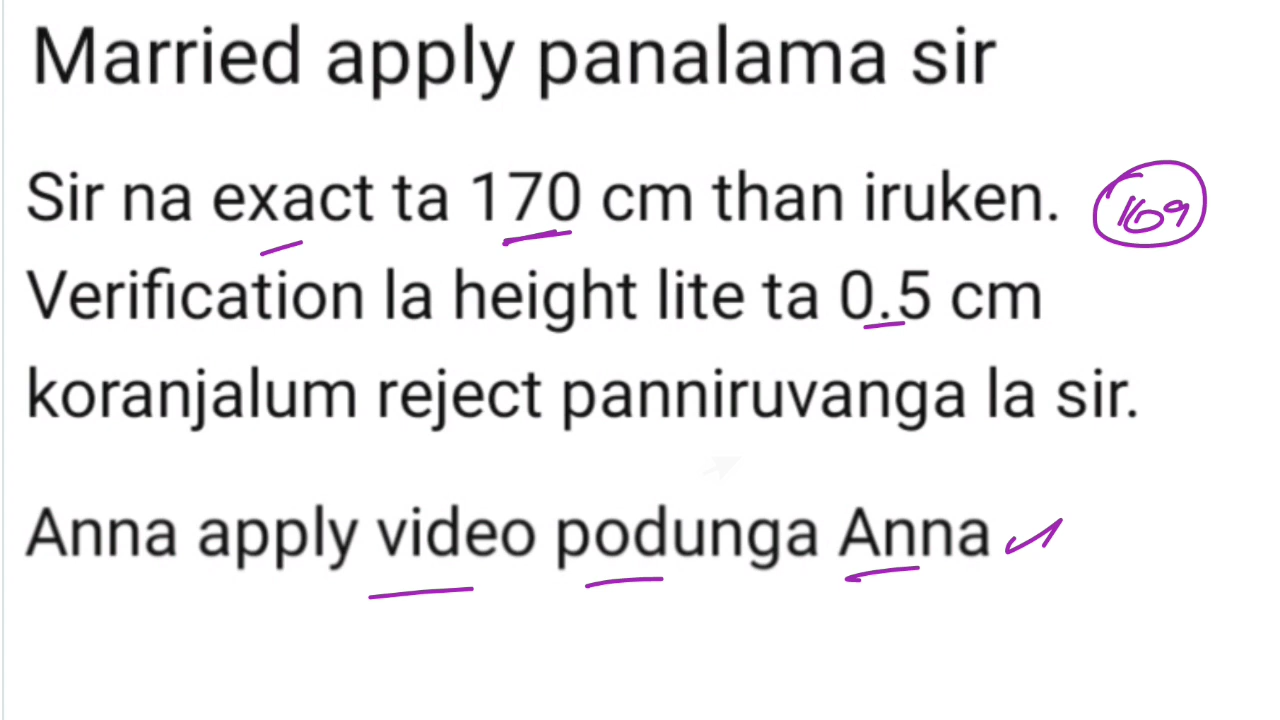 Married apply panalama sir
Sir na exact ta 170 cm than iruken. 169
Verification la height lite ta 0.5 cm
koranjalum reject panniruvanga la sir.
Anna apply video podunga Anna